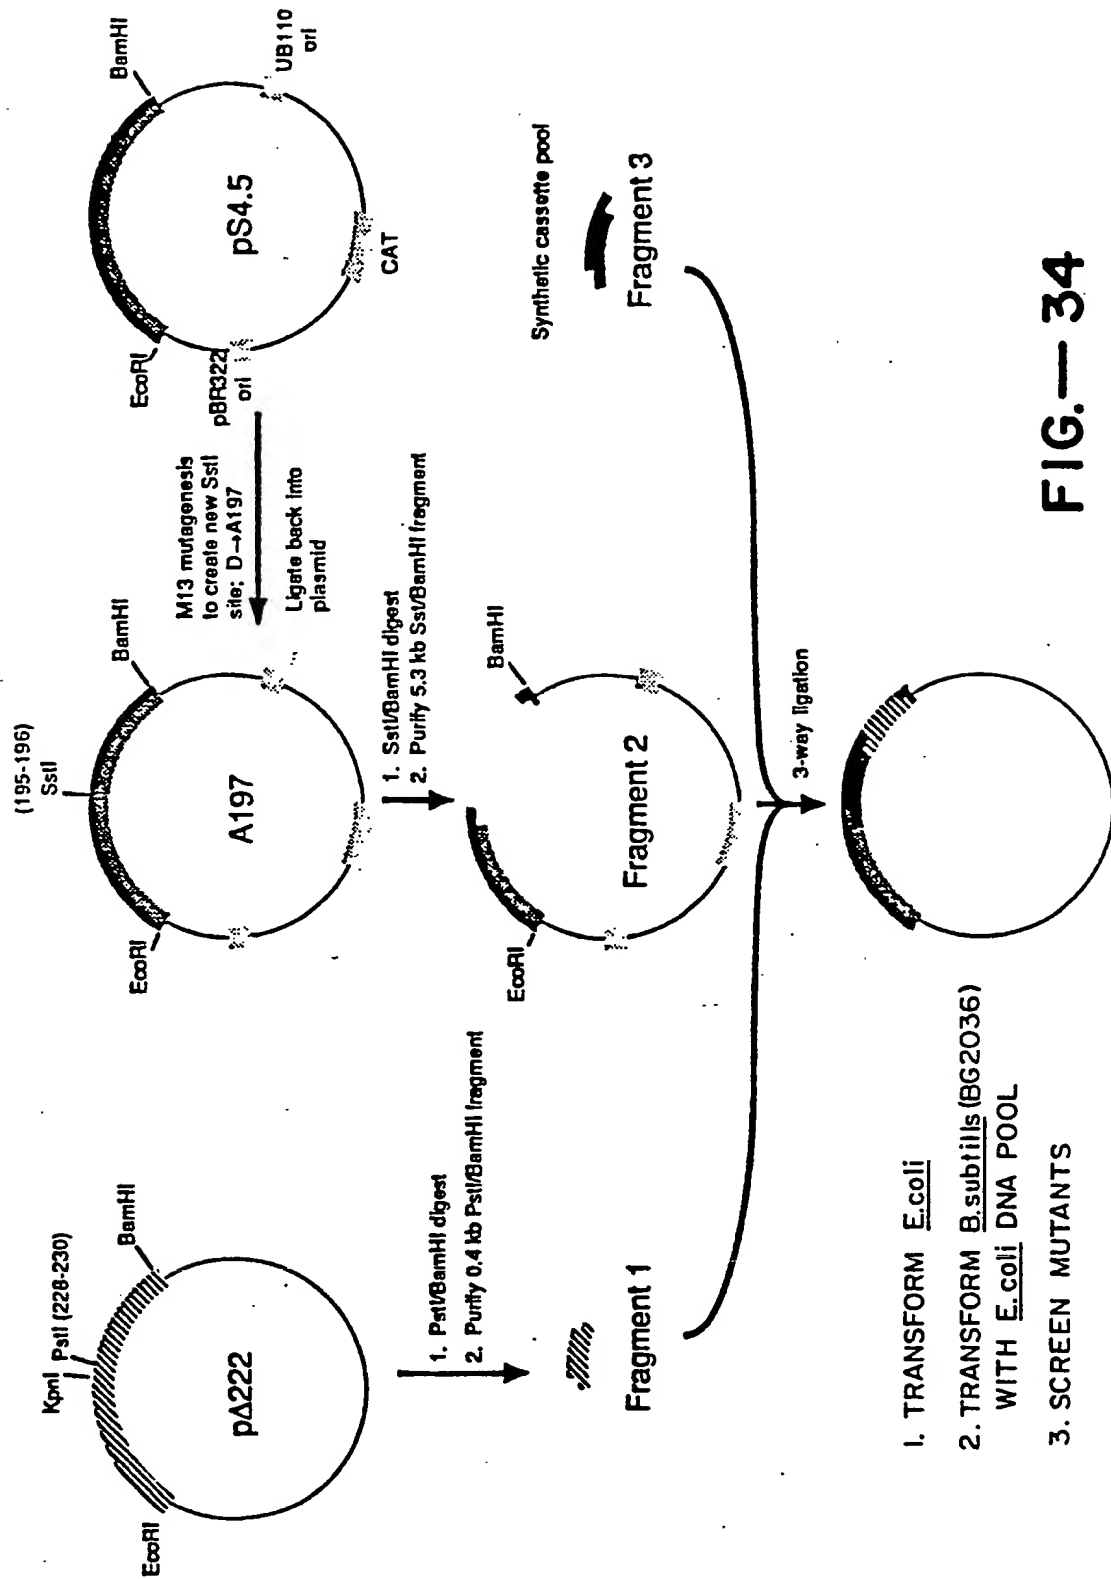 KpnI
PstI (228-230)
EcoRI
BamHI
pΔ222
1. PstI/BamHI digest
2. Purify 0.4 kb PstI/BamHI fragment
Fragment 1
(195-196)
SstI
EcoRI
BamHI
A197
1. SstI/BamHI digest
2. Purify 5.3 kb Sst/BamHI fragment
EcoRI
BamHI
Fragment 2
M13 mutagenesis
to create new SstI
site; D→A197
Ligate back into
plasmid
EcoRI
BamHI
pBR322
ori
UB110
ori
pS4.5
CAT
Synthetic cassette pool
Fragment 3
3-way ligation
1. TRANSFORM E.coli
2. TRANSFORM B.subtilis (BG2036)
WITH E.coli DNA POOL
3. SCREEN MUTANTS
FIG.—34